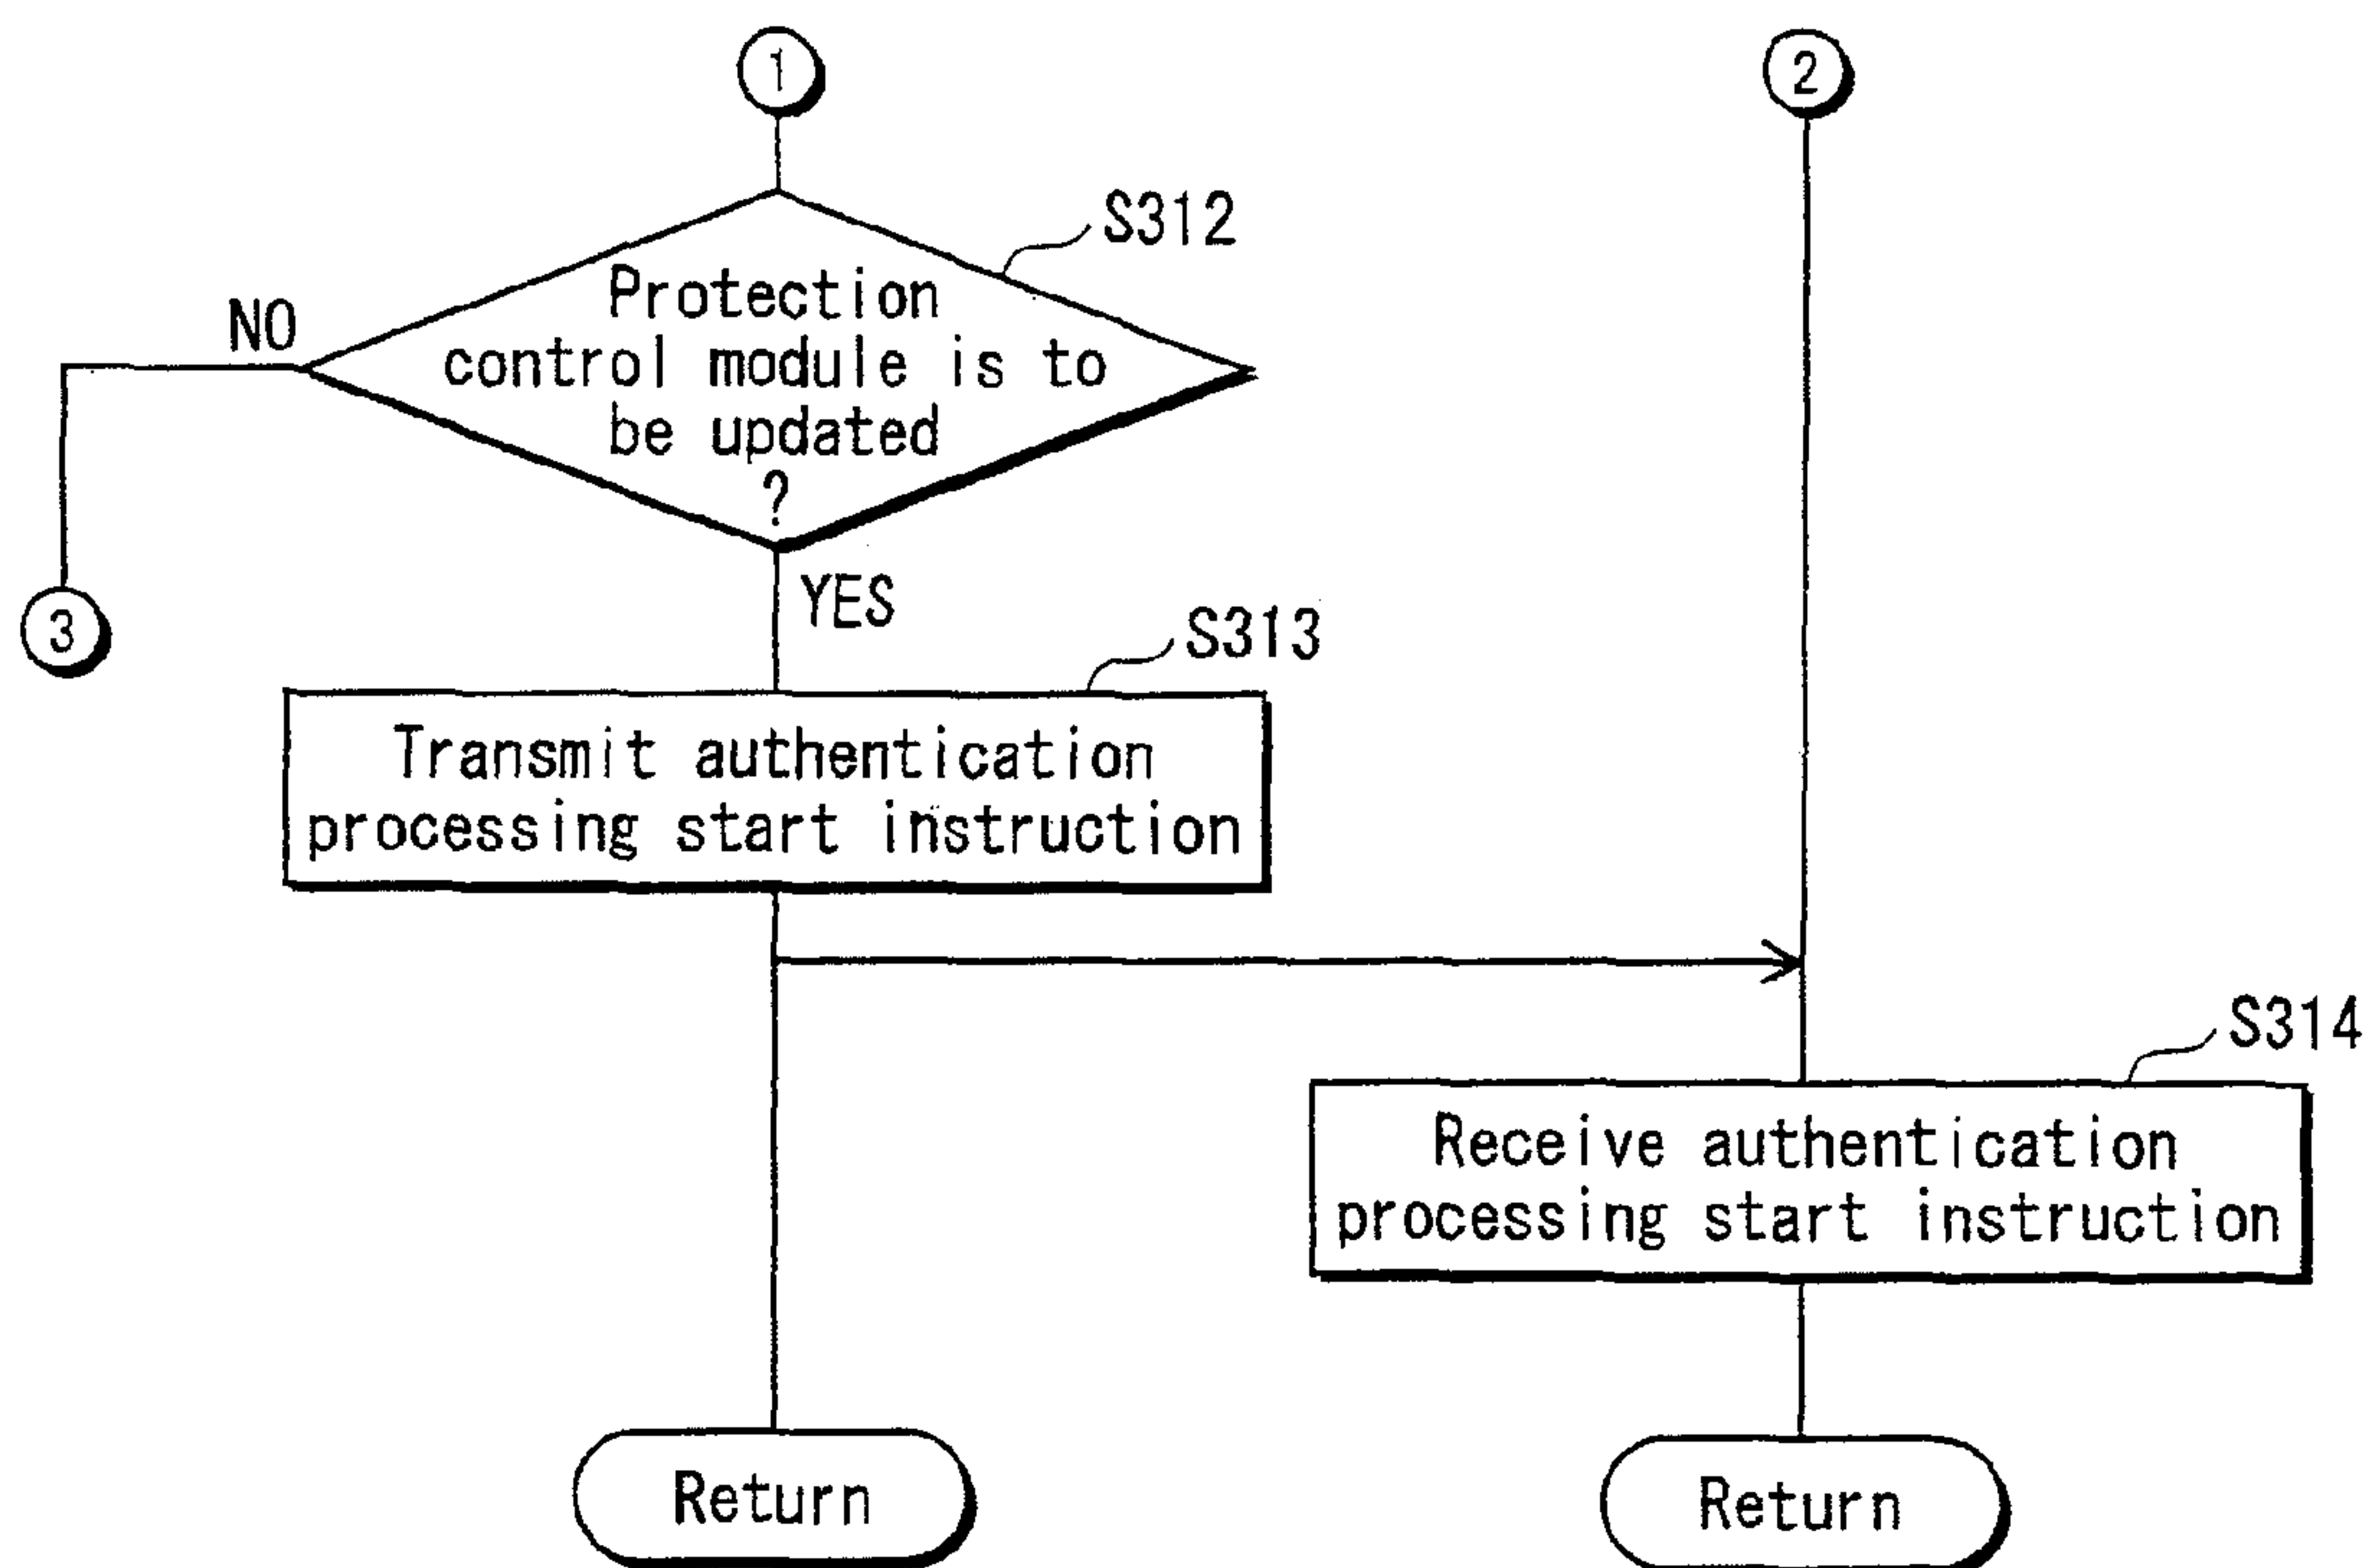 1
2
S312
Protection
control module is to
be updated
?
NO
YES
3
S313
Transmit authentication
processing start instruction
S314
Receive authentication
processing start instruction
Return
Return